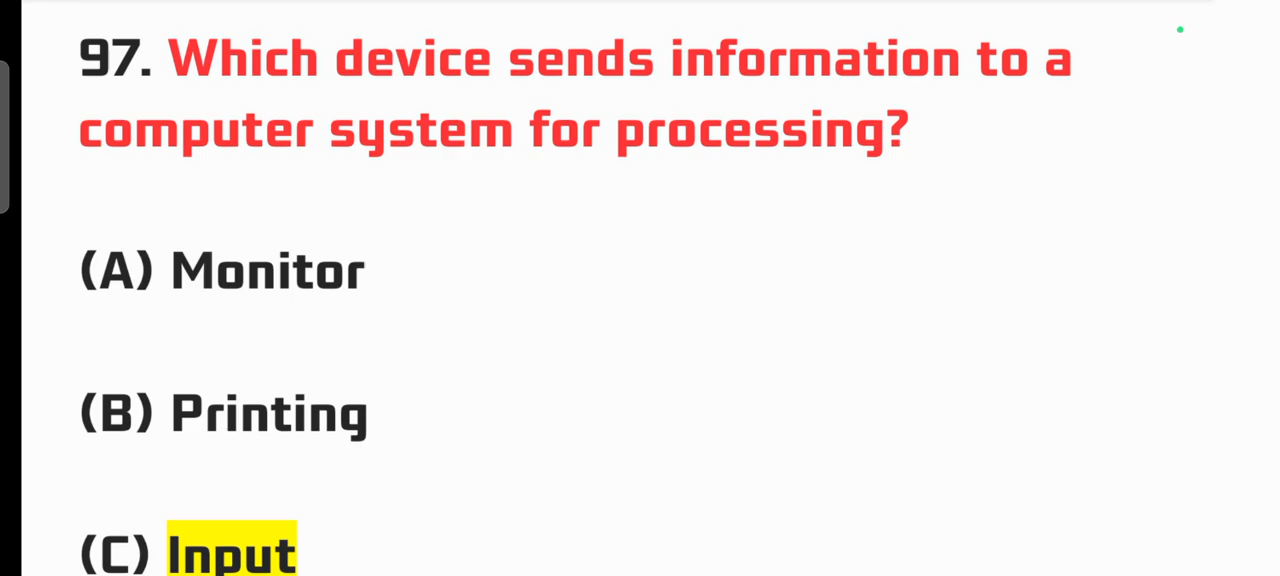 97. Which device sends information to a
computer system for processing?
(A) Monitor
(B) Printing
(C) Input